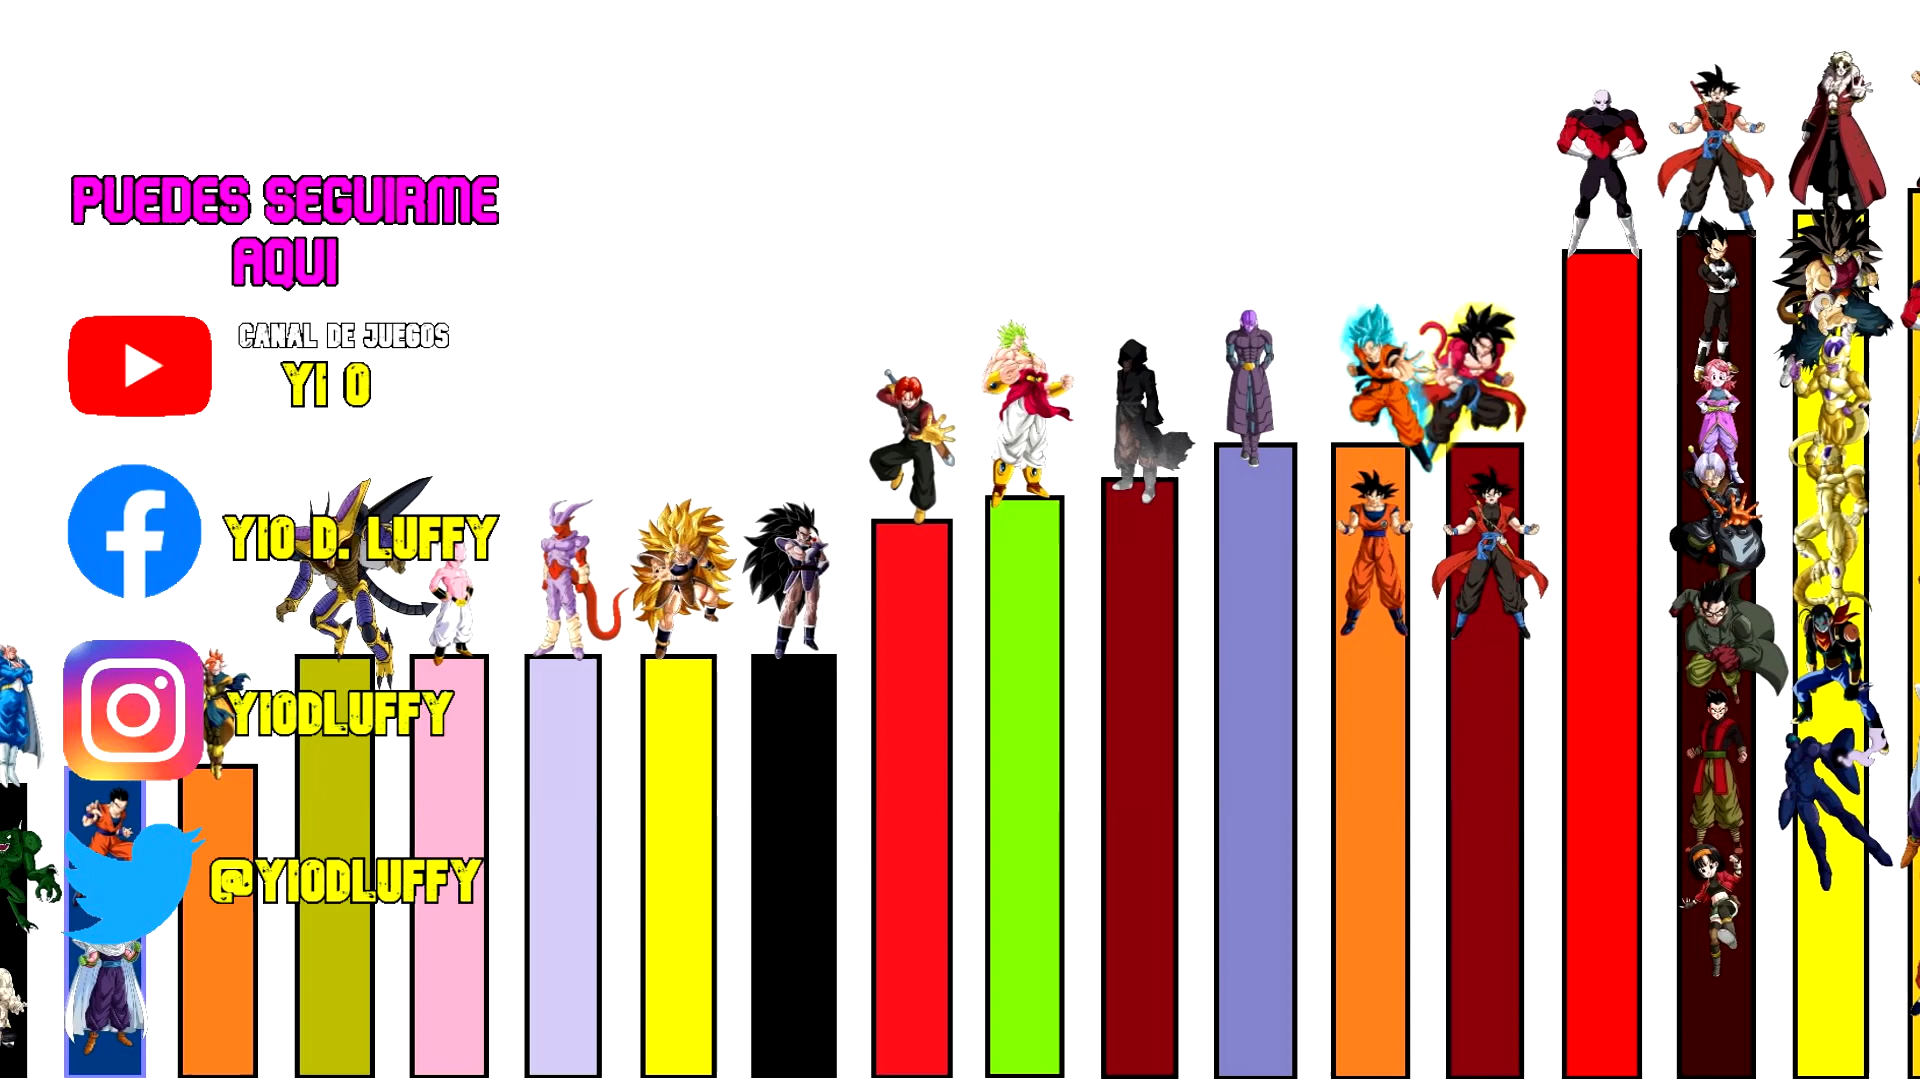 PUEDES SEGUIRME
AQUI
CANAL DE JUEGOS
YI O
YIO D. LUFFY
YIODLUFFY
@YIODLUFFY